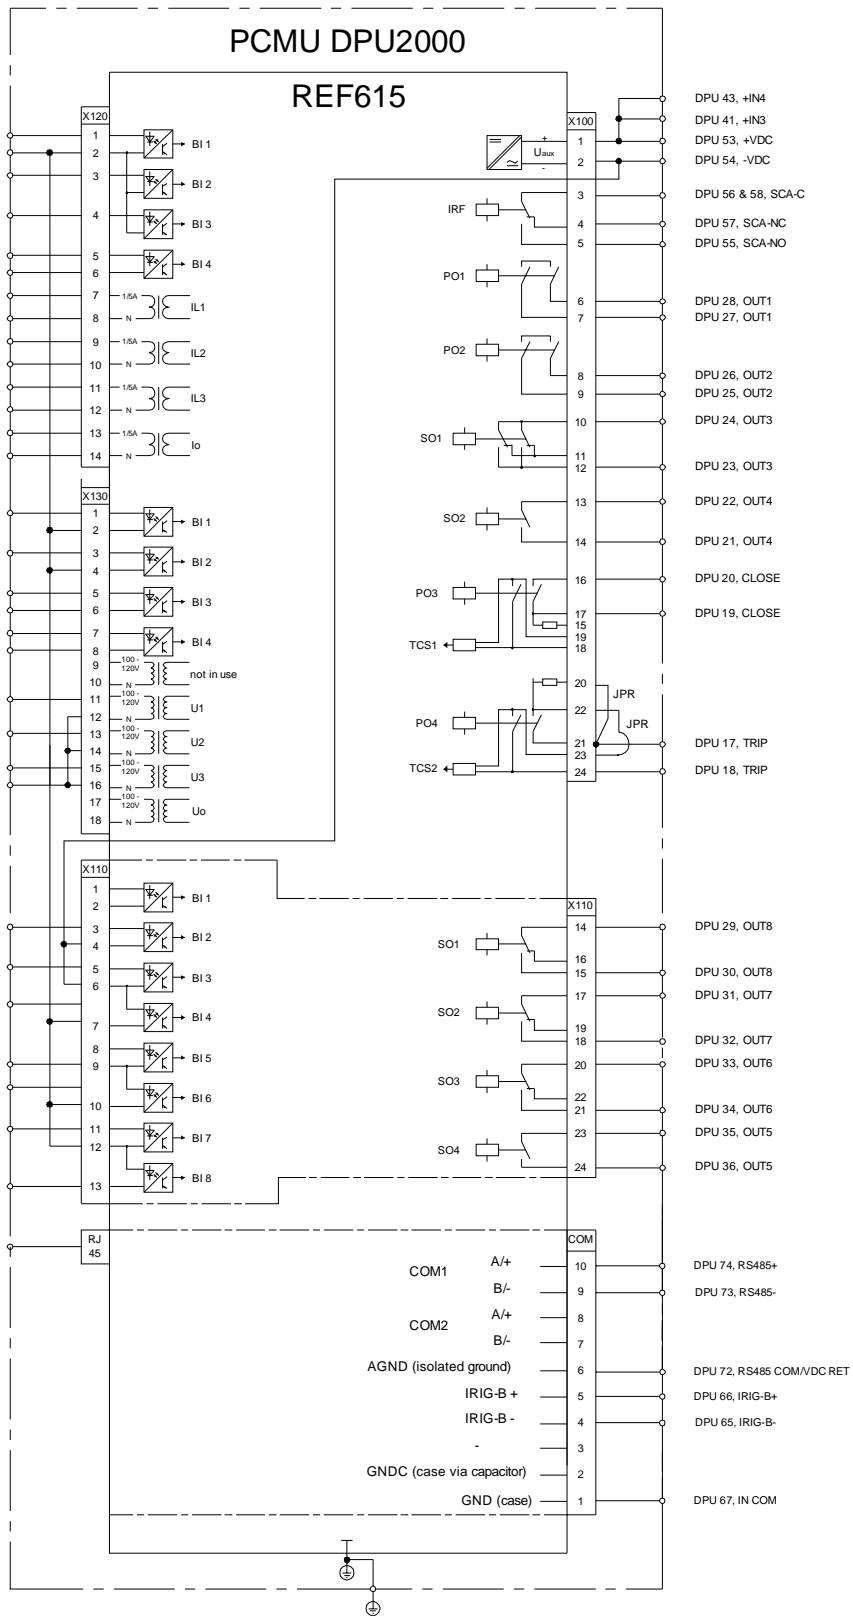 PCMU DPU2000
REF615
X120
1
2
3
4
5
6
7
8
9
10
11
12
13
14
BI 1
BI 2
BI 3
BI 4
1/5A
N
IL1
1/5A
N
IL2
1/5A
N
IL3
1/5A
N
Io
X130
1
2
3
4
5
6
7
8
9
10
11
12
13
14
15
16
17
18
BI 1
BI 2
BI 3
BI 4
100 -
120V
N
not in use
100 -
120V
N
U1
100 -
120V
N
U2
100 -
120V
N
U3
100 -
120V
N
Uo
X110
1
2
3
4
5
6
7
8
9
10
11
12
13
BI 1
BI 2
BI 3
BI 4
BI 5
BI 6
BI 7
BI 8
RJ
45
X100
+
Uaux
-
1
2
3
4
5
6
7
8
9
10
11
12
13
14
16
17
15
19
18
20
22
21
23
24
IRF
PO1
PO2
SO1
SO2
PO3
TCS1
PO4
TCS2
JPR
JPR
DPU 43, +IN4
DPU 41, +IN3
DPU 53, +VDC
DPU 54, -VDC
DPU 56 & 58, SCA-C
DPU 57, SCA-NC
DPU 55, SCA-NO
DPU 28, OUT1
DPU 27, OUT1
DPU 26, OUT2
DPU 25, OUT2
DPU 24, OUT3
DPU 23, OUT3
DPU 22, OUT4
DPU 21, OUT4
DPU 20, CLOSE
DPU 19, CLOSE
DPU 17, TRIP
DPU 18, TRIP
X110
14
16
15
17
19
18
20
22
21
23
24
SO1
SO2
SO3
SO4
DPU 29, OUT8
DPU 30, OUT8
DPU 31, OUT7
DPU 32, OUT7
DPU 33, OUT6
DPU 34, OUT6
DPU 35, OUT5
DPU 36, OUT5
COM
COM1
A/+
10
DPU 74, RS485+
B/-
9
DPU 73, RS485-
COM2
A/+
8
B/-
7
AGND (isolated ground)
6
DPU 72, RS485 COM/VDC RET
IRIG-B +
5
DPU 66, IRIG-B+
IRIG-B -
4
DPU 65, IRIG-B-
-
3
GNDC (case via capacitor)
2
GND (case)
1
DPU 67, IN COM